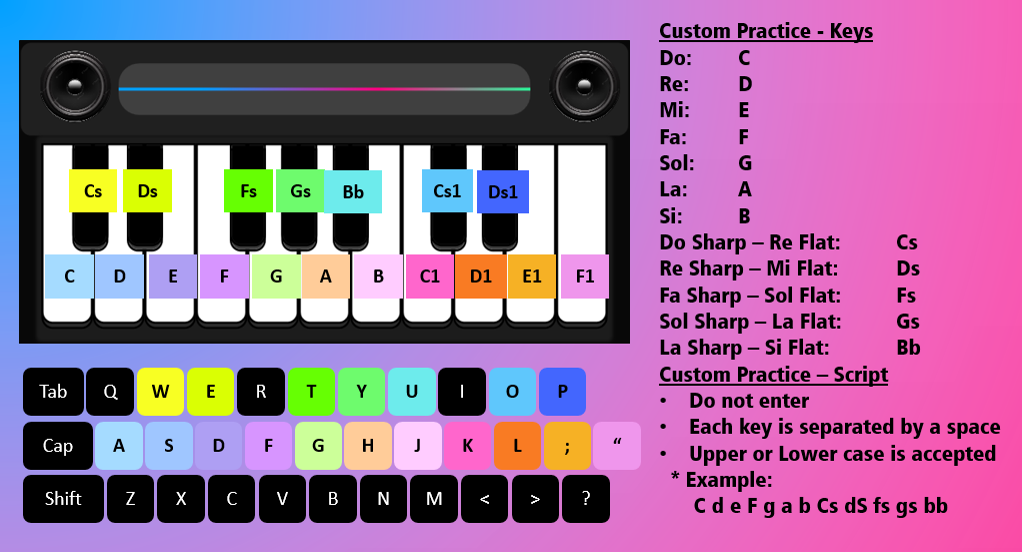 Cs Ds Fs Gs Bb Cs1 Ds1
C D E F G A B C1 D1 E1 F1
Tab Q W E R T Y U I O P
Cap A S D F G H J K L ; “
Shift Z X C V B N M < > ?
Custom Practice - Keys
Do: C
Re: D
Mi: E
Fa: F
Sol: G
La: A
Si: B
Do Sharp – Re Flat: Cs
Re Sharp – Mi Flat: Ds
Fa Sharp – Sol Flat: Fs
Sol Sharp – La Flat: Gs
La Sharp – Si Flat: Bb
Custom Practice – Script
• Do not enter
• Each key is separated by a space
• Upper or Lower case is accepted
* Example:
C d e F g a b Cs dS fs gs bb